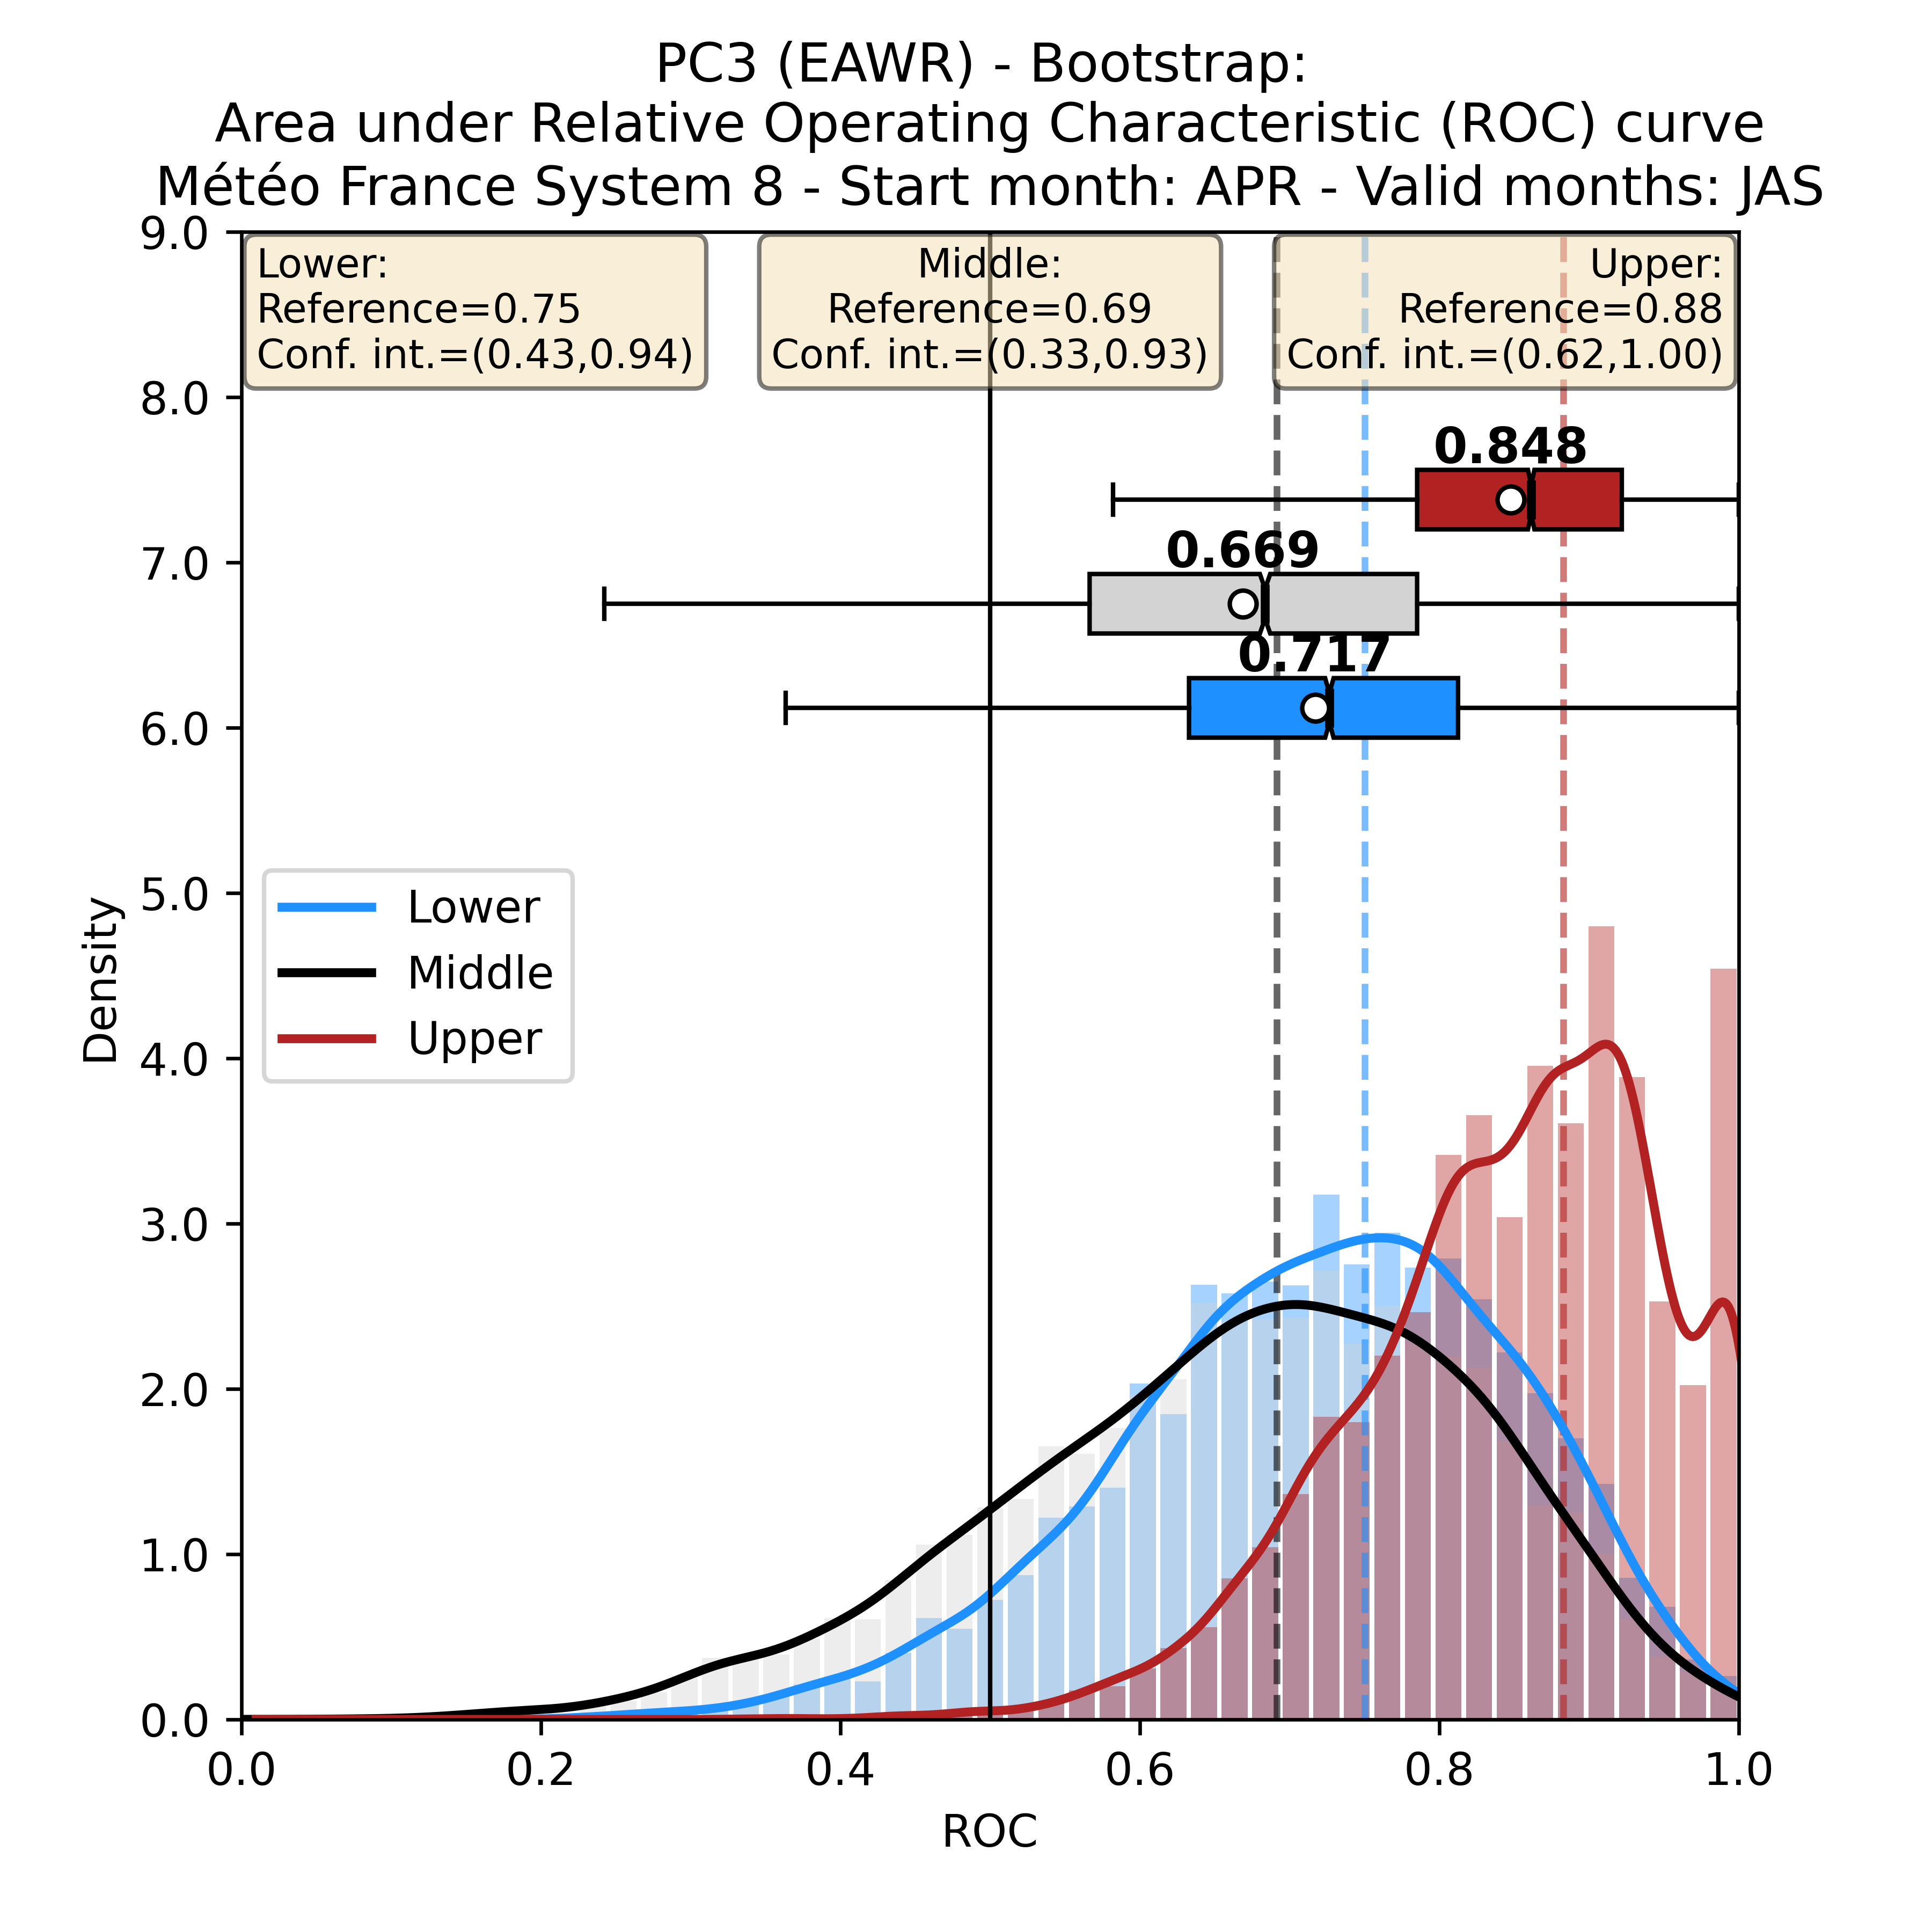 PC3 (EAWR) - Bootstrap:
Area under Relative Operating Characteristic (ROC) curve
Météo France System 8 - Start month: APR - Valid months: JAS
Lower:
Reference=0.75
Conf. int.=(0.43,0.94)
Middle:
Reference=0.69
Conf. int.=(0.33,0.93)
Upper:
Reference=0.88
Conf. int.=(0.62,1.00)
0.848
0.669
0.717
Lower
Middle
Upper
Density
9.0
8.0
7.0
6.0
5.0
4.0
3.0
2.0
1.0
0.0
0.0 0.2 0.4 0.6 0.8 1.0
ROC